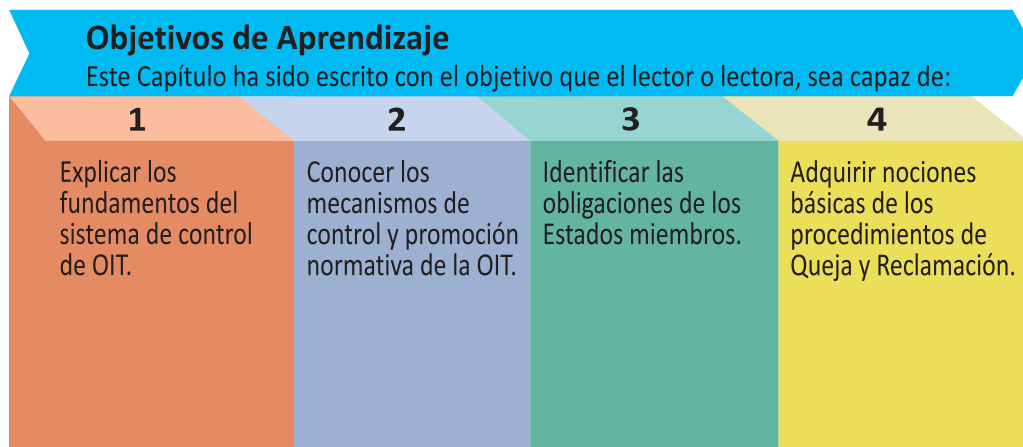 Objetivos de Aprendizaje
Este Capítulo ha sido escrito con el objetivo que el lector o lectora, sea capaz de:
1
Explicar los
fundamentos del
sistema de control
de OIT.
2
Conocer los
mecanismos de
control y promoción
normativa de la OIT.
3
Identificar las
obligaciones de los
Estados miembros.
4
Adquirir nociones
básicas de los
procedimientos de
Queja y Reclamación.